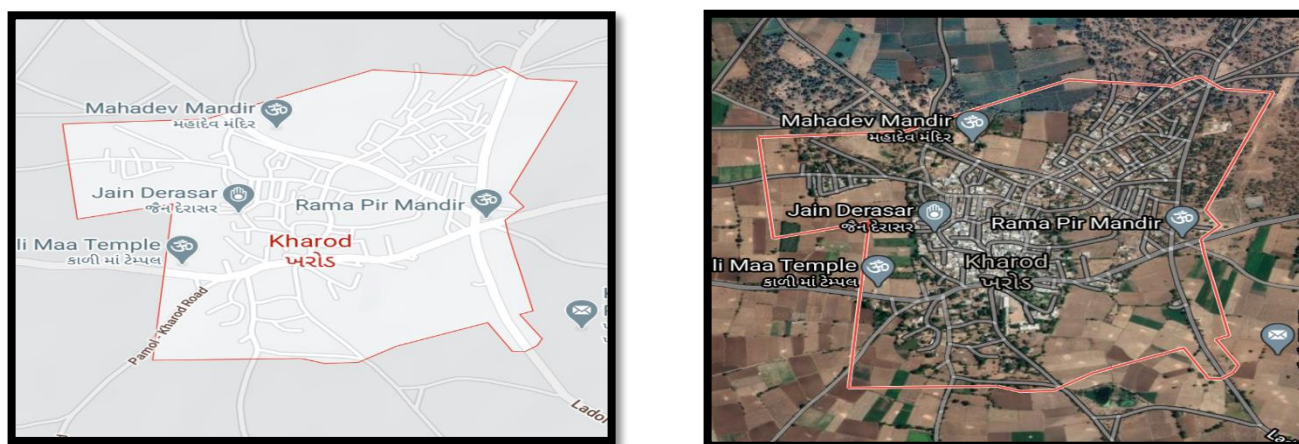 Mahadev Mandir
મહાદેવ મંદિર
Jain Derasar
જૈન દેરાસર
Rama Pir Mandir
li Maa Temple
કાળી માં ટેમ્પલ
Kharod
ખરોડ
Pamol - Kharod Road
Lador
Mahadev Mandir
મહાદેવ મંદિર
Jain Derasar
જૈન દેરાસર
Rama Pir Mandir
li Maa Temple
કાળી માં ટેમ્પલ
Kharod
ખરોડ